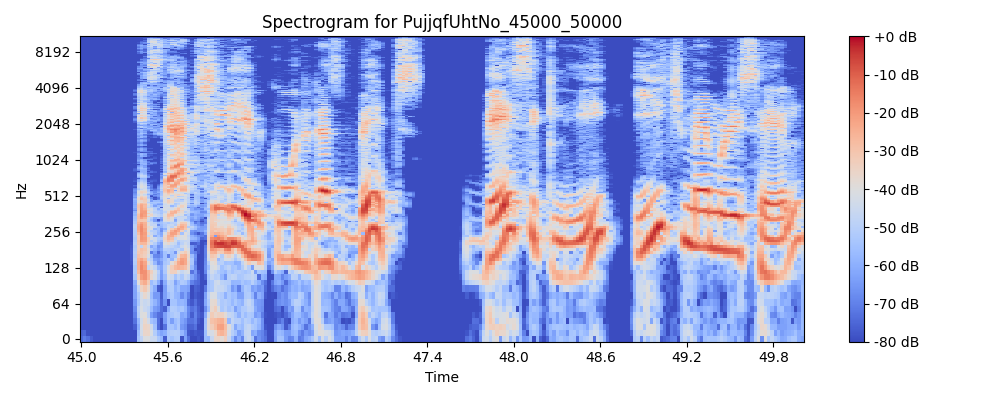 Spectrogram for PujjqfUhtNo_45000_50000
Hz
8192
4096
2048
1024
512
256
128
64
0
45.0 45.6 46.2 46.8 47.4 48.0 48.6 49.2 49.8
Time
+0 dB
-10 dB
-20 dB
-30 dB
-40 dB
-50 dB
-60 dB
-70 dB
-80 dB